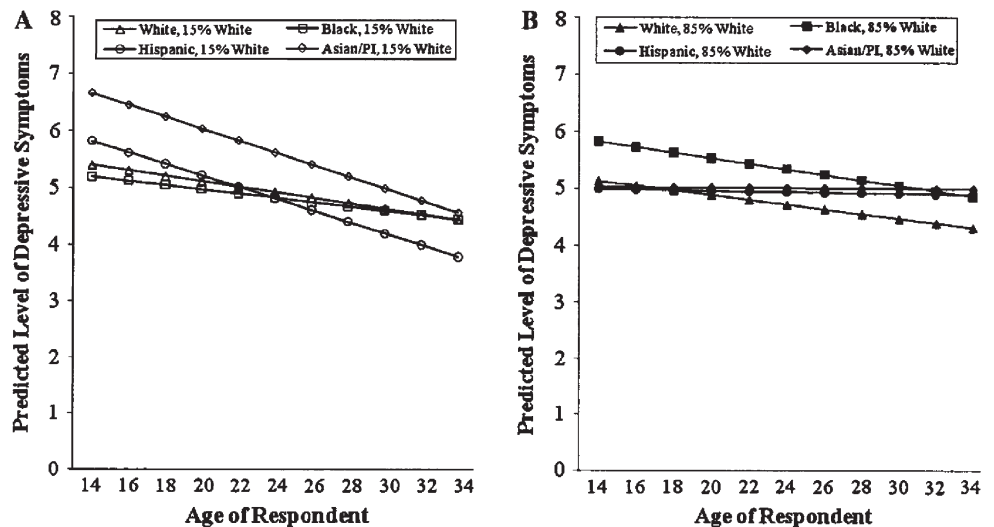 A
White, 15% White
Black, 15% White
Hispanic, 15% White
Asian/PI, 15% White
Predicted Level of Depressive Symptoms
8
7
6
5
4
3
2
1
0
14 16 18 20 22 24 26 28 30 32 34
Age of Respondent
B
White, 85% White
Black, 85% White
Hispanic, 85% White
Asian/PI, 85% White
Predicted Level of Depressive Symptoms
8
7
6
5
4
3
2
1
0
14 16 18 20 22 24 26 28 30 32 34
Age of Respondent